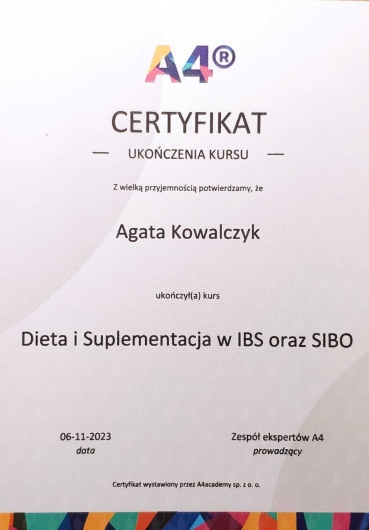 A4®
CERTYFIKAT
UKOŃCZENIA KURSU
Z wielką przyjemnością potwierdzamy, że
Agata Kowalczyk
ukończył(a) kurs
Dieta i Suplementacja w IBS oraz SIBO
06-11-2023
data
Zespół ekspertów A4
prowadzący
Certyfikat wystawiony przez A4academy sp. z o. o.